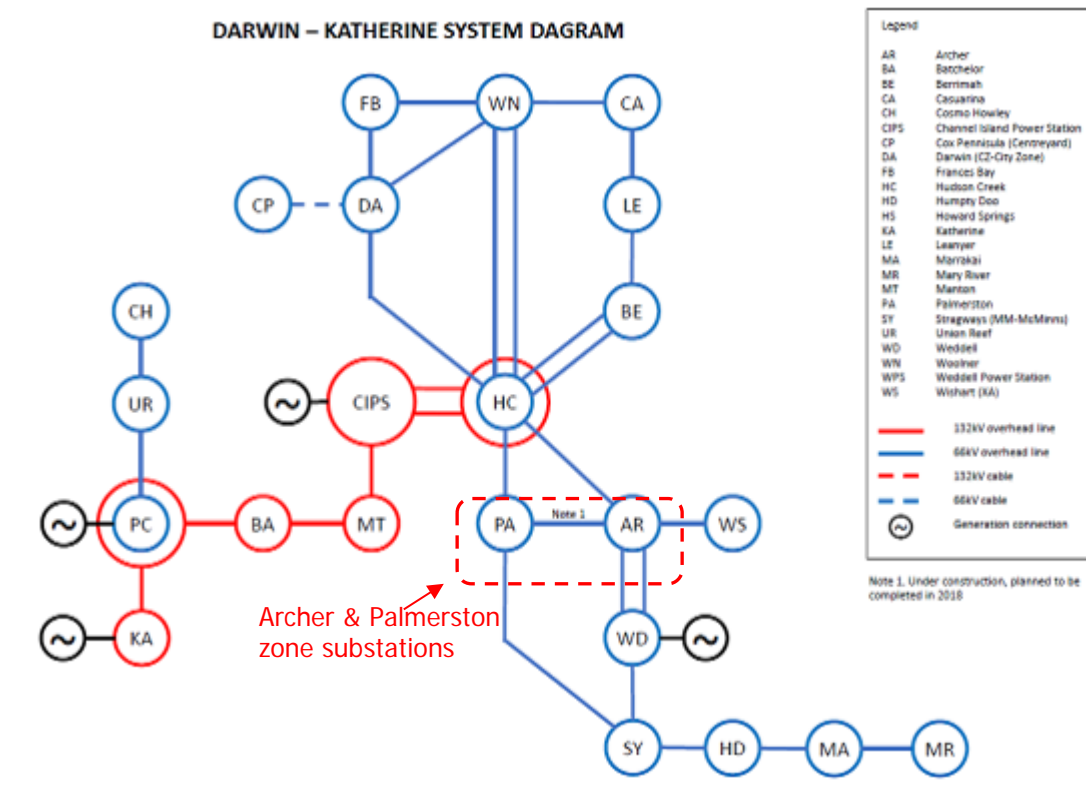 DARWIN – KATHERINE SYSTEM DAGRAM
FB
WN
CA
CP
DA
LE
CH
BE
UR
CIPS
HC
PC
BA
MT
PA
Note 1
AR
WS
Archer & Palmerston
zone substations
KA
WD
SY
HD
MA
MR
Legend
AR Archer
BA Batchelor
BE Berrimah
CA Casuarina
CH Cosmo Howley
CIPS Channel Island Power Station
CP Cox Pennisula (Centreyard)
DA Darwin (CZ-City Zone)
FB Frances Bay
HC Hudson Creek
HD Humpty Doo
HS Howard Springs
KA Katherine
LE Leanyer
MA Marrakai
MR Mary River
MT Manton
PA Palmerston
SY Stragways (MM-McMinns)
UR Union Reef
WD Weddell
WN Woolner
WPS Weddell Power Station
WS Wishart (XA)
132kV overhead line
66kV overhead line
132kV cable
66kV cable
Generation connection
Note 1. Under construction, planned to be
completed in 2018